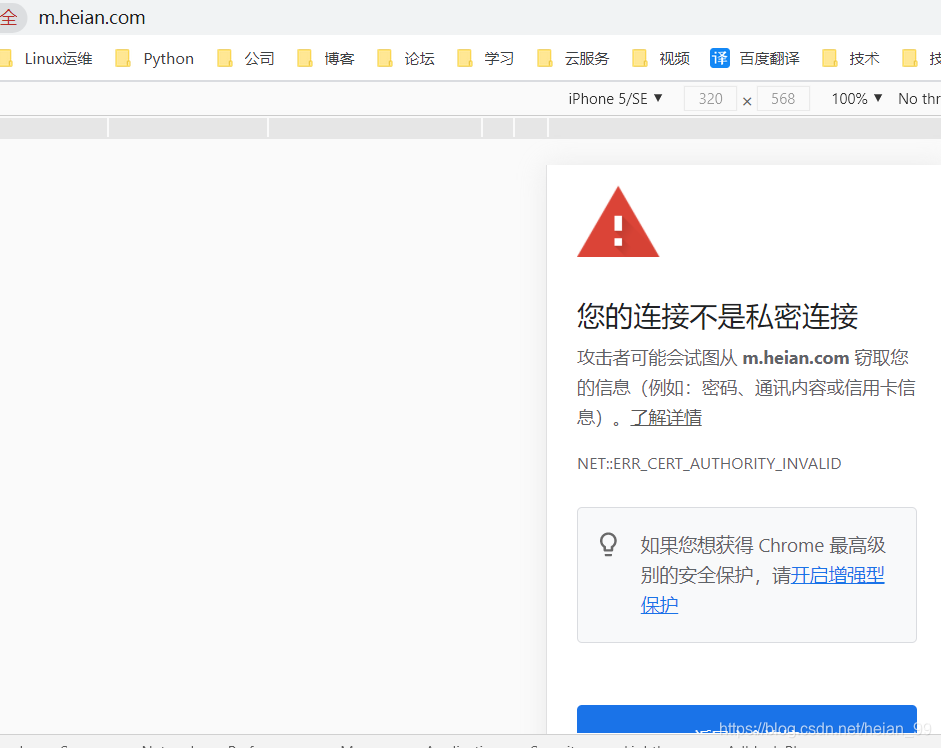 全 m.heian.com
Linux运维 Python 公司 博客 论坛 学习 云服务 视频 译 百度翻译 技术
iPhone 5/SE ▼ 320 × 568 100% ▼ No thr
!
您的连接不是私密连接
攻击者可能会试图从 m.heian.com 窃取您
的信息（例如：密码、通讯内容或信用卡信
息）。了解详情
NET::ERR_CERT_AUTHORITY_INVALID
如果您想获得 Chrome 最高级
别的安全保护，请开启增强型
保护
https://blog.csdn.net/heian_99